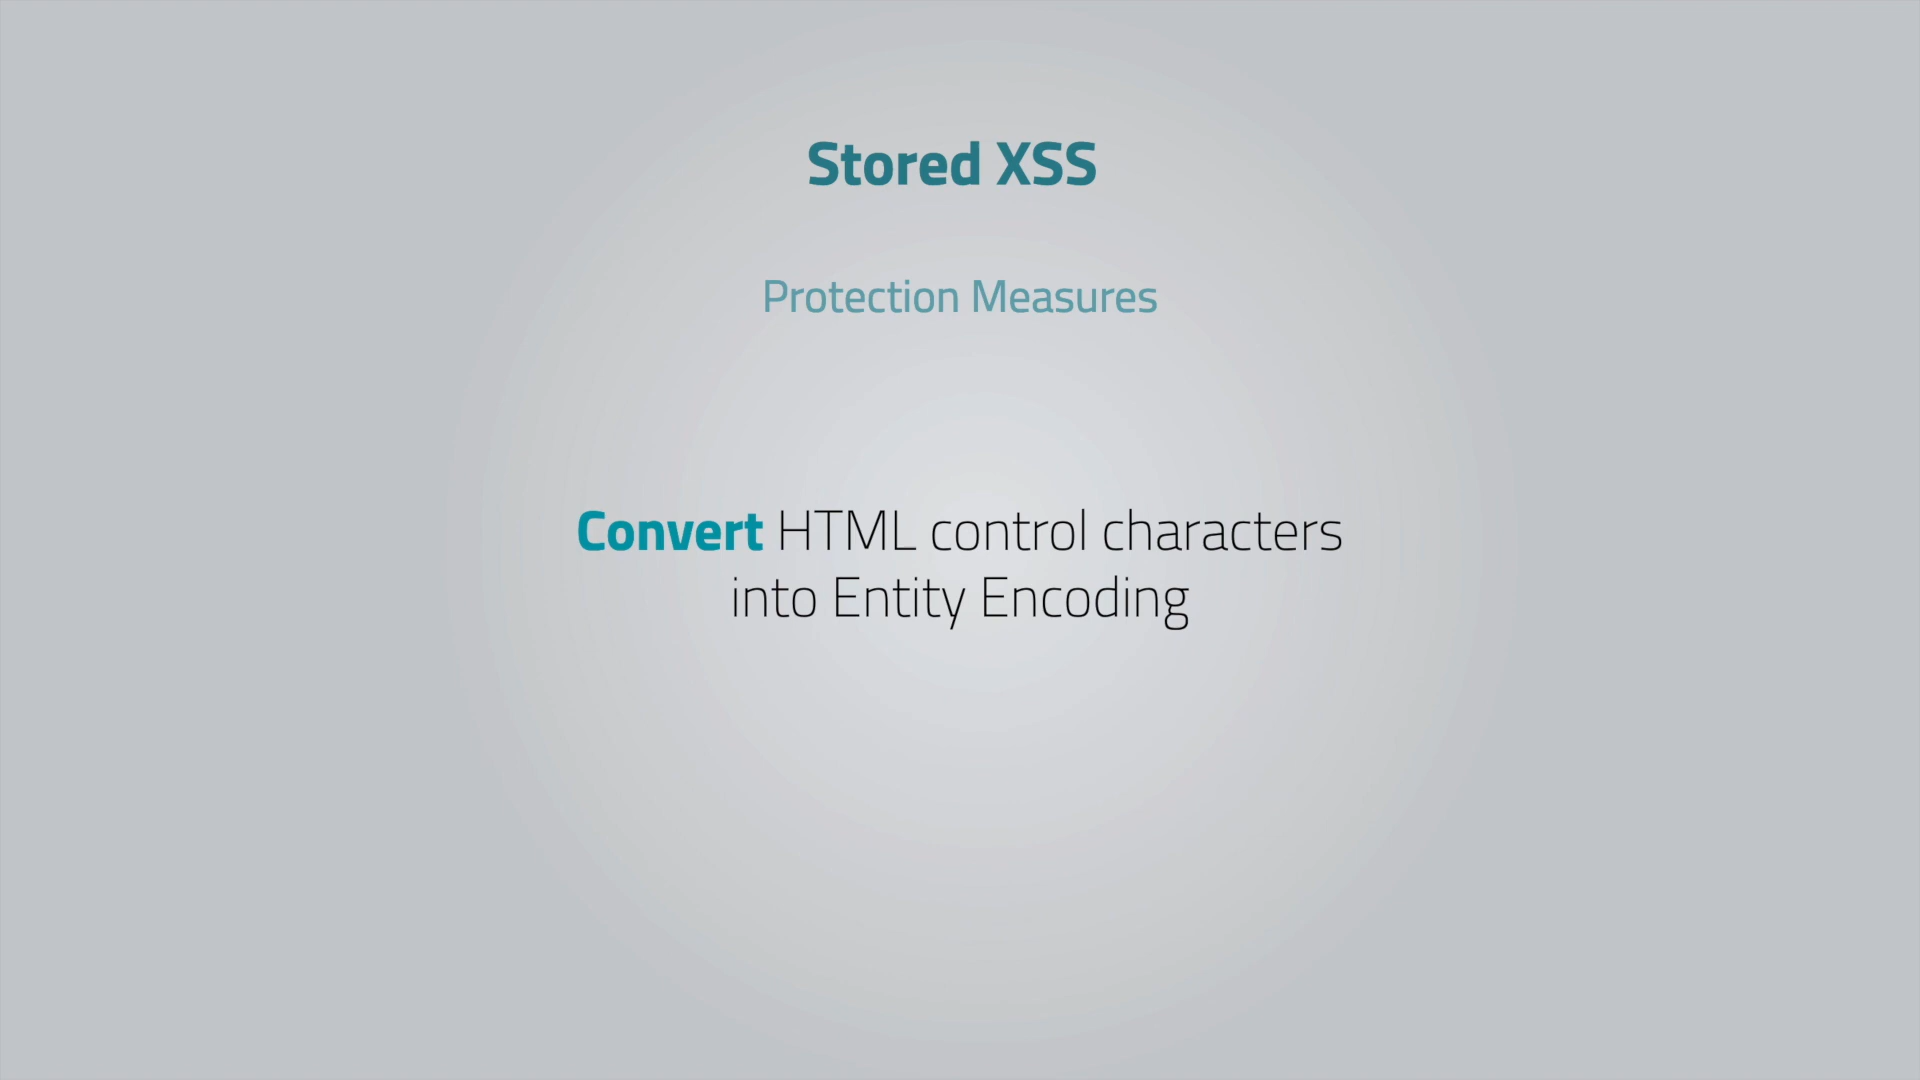 Stored XSS
Protection Measures
Convert HTML control characters
into Entity Encoding